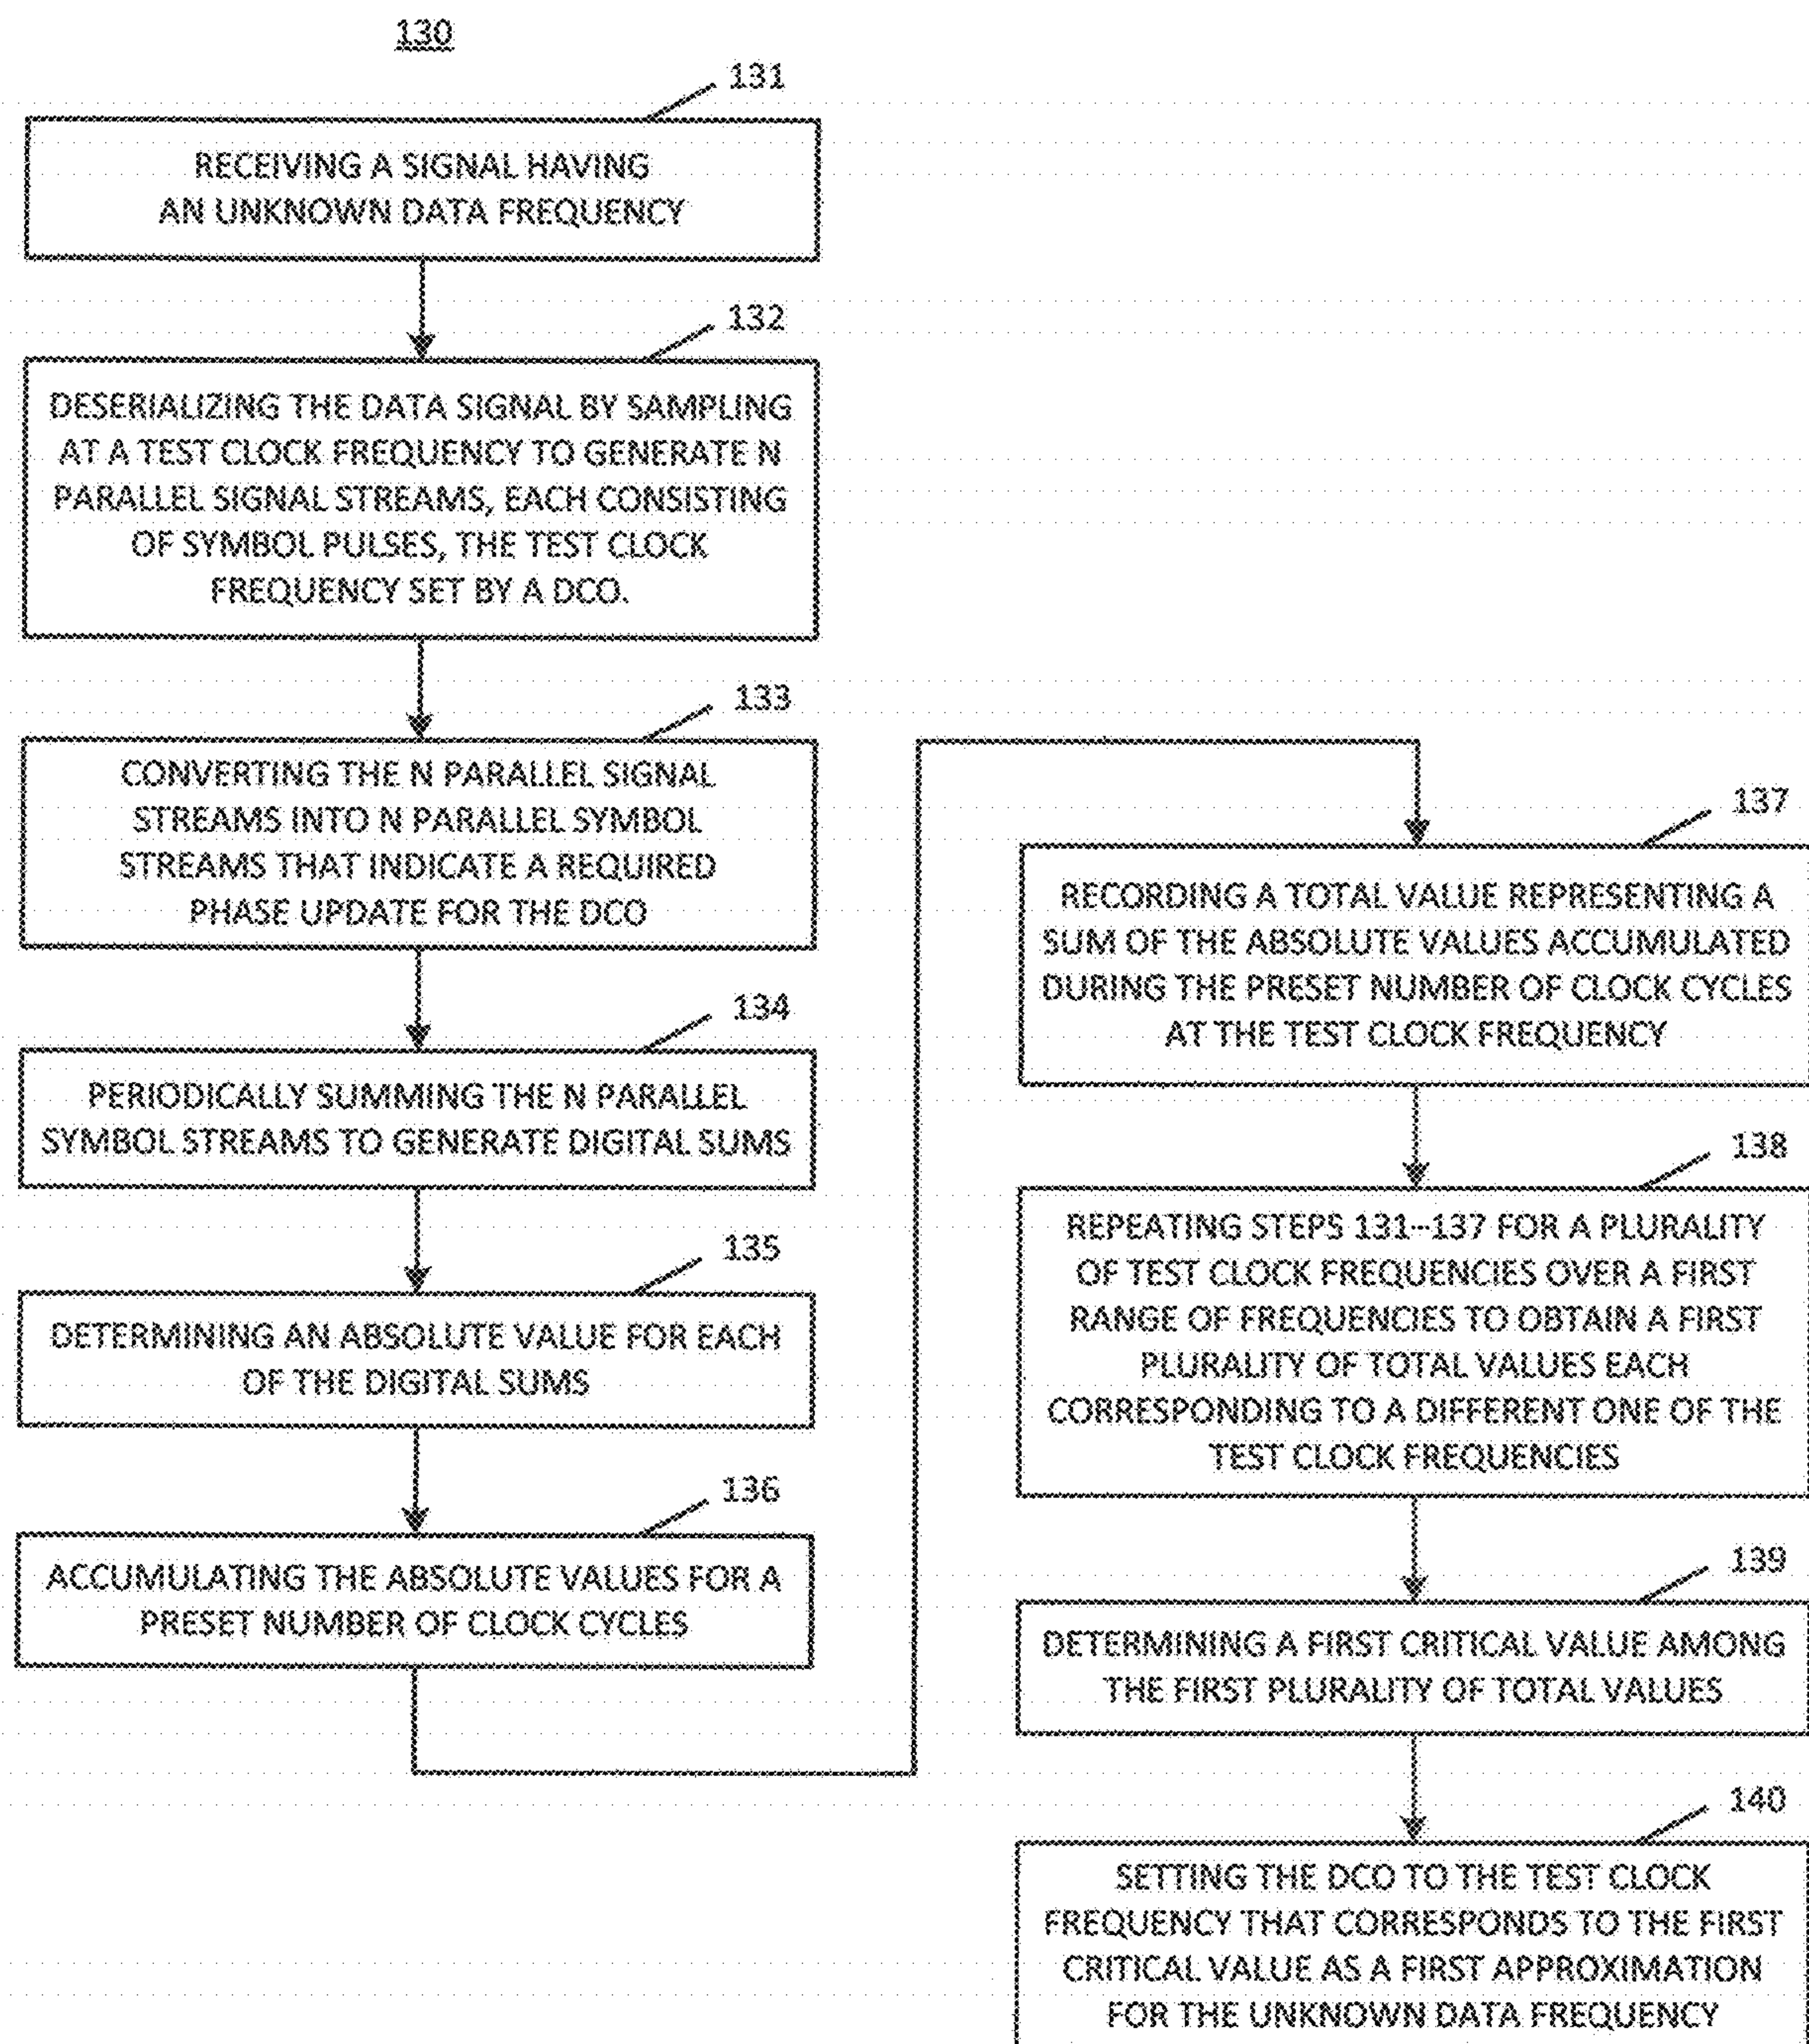 130
131
RECEIVING A SIGNAL HAVING
AN UNKNOWN DATA FREQUENCY
132
DESERIALIZING THE DATA SIGNAL BY SAMPLING
AT A TEST CLOCK FREQUENCY TO GENERATE N
PARALLEL SIGNAL STREAMS, EACH CONSISTING
OF SYMBOL PULSES, THE TEST CLOCK
FREQUENCY SET BY A DCO.
133
CONVERTING THE N PARALLEL SIGNAL
STREAMS INTO N PARALLEL SYMBOL
STREAMS THAT INDICATE A REQUIRED
PHASE UPDATE FOR THE DCO
134
PERIODICALLY SUMMING THE N PARALLEL
SYMBOL STREAMS TO GENERATE DIGITAL SUMS
135
DETERMINING AN ABSOLUTE VALUE FOR EACH
OF THE DIGITAL SUMS
136
ACCUMULATING THE ABSOLUTE VALUES FOR A
PRESET NUMBER OF CLOCK CYCLES
137
RECORDING A TOTAL VALUE REPRESENTING A
SUM OF THE ABSOLUTE VALUES ACCUMULATED
DURING THE PRESET NUMBER OF CLOCK CYCLES
AT THE TEST CLOCK FREQUENCY
138
REPEATING STEPS 131--137 FOR A PLURALITY
OF TEST CLOCK FREQUENCIES OVER A FIRST
RANGE OF FREQUENCIES TO OBTAIN A FIRST
PLURALITY OF TOTAL VALUES EACH
CORRESPONDING TO A DIFFERENT ONE OF THE
TEST CLOCK FREQUENCIES
139
DETERMINING A FIRST CRITICAL VALUE AMONG
THE FIRST PLURALITY OF TOTAL VALUES
140
SETTING THE DCO TO THE TEST CLOCK
FREQUENCY THAT CORRESPONDS TO THE FIRST
CRITICAL VALUE AS A FIRST APPROXIMATION
FOR THE UNKNOWN DATA FREQUENCY